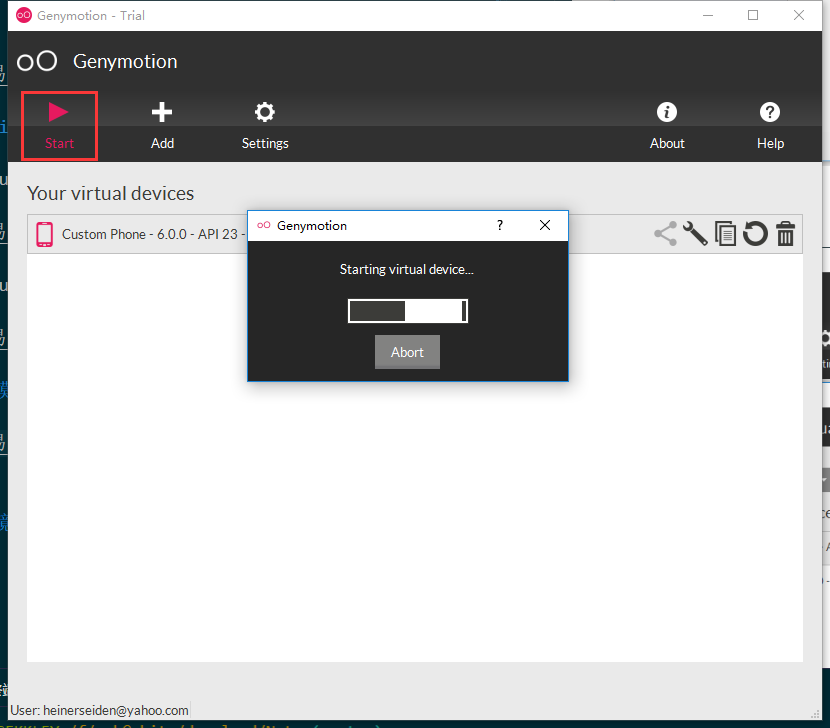 Genymotion - Trial
Genymotion
Start
Add
Settings
About
Help
Your virtual devices
Custom Phone - 6.0.0 - API 23 -
Genymotion
?
Starting virtual device...
Abort
User: heinerseiden@yahoo.com